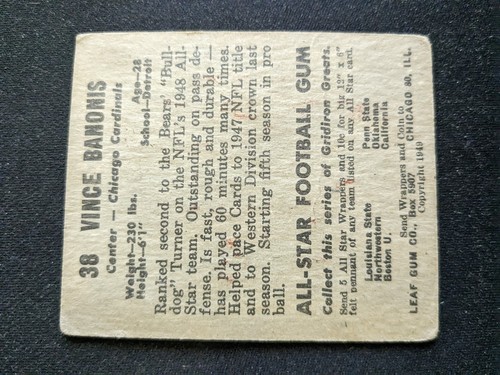 38 VINCE BANONIS
Center — Chicago Cardinals
Weight—230 lbs. Age—28
Height—6'1" School—Detroit
Ranked second to the Bears' "Bull-
dog" Turner on the NFL's 1948 All-
Star team. Outstanding on pass de-
fense. Is fast, rough and durable —
has played 60 minutes many times.
Helped pace Cards to 1947 NFL title
and to Western Division crown last
season. Starting fifth season in pro
ball.
ALL-STAR FOOTBALL GUM
Collect this series of Gridiron Greats.
Send 5 All Star Wrappers and 10c for big 12" x 6"
felt pennant of any team listed on any All Star card.
Louisiana State Penn State
Northwestern Oklahoma
Boston U. California
Send Wrappers and Coin to
LEAF GUM CO., Box 5907 CHICAGO 80, ILL.
Copyright 1949